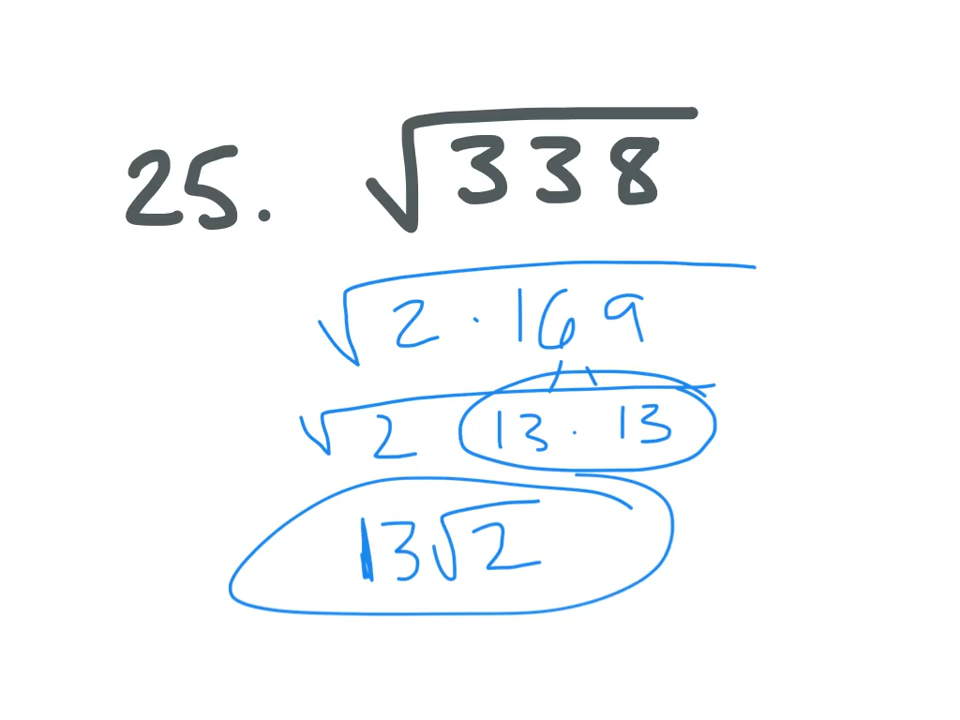 25. √338
√2 · 169
√2 13 · 13
13√2